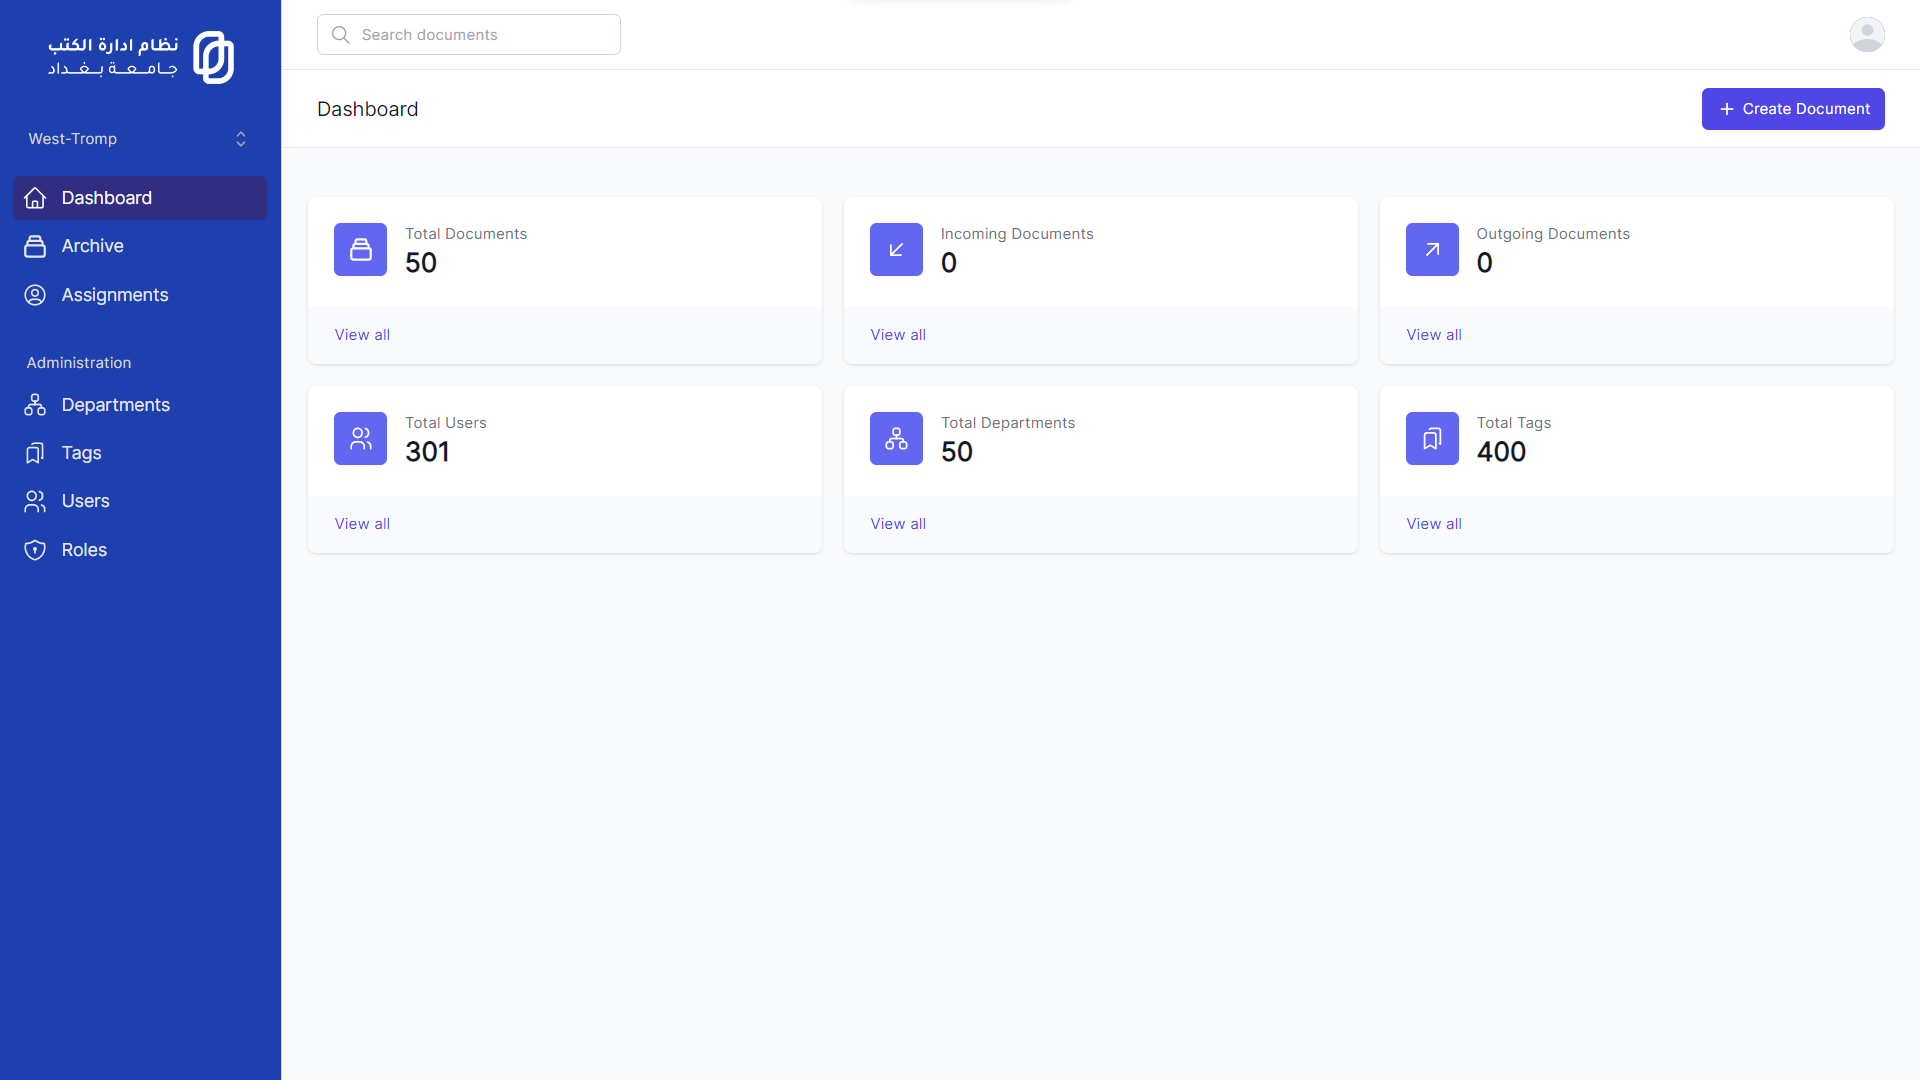 نظام ادارة الكتب
جـامـعـة بـغـداد
West-Tromp
Dashboard
Archive
Assignments
Administration
Departments
Tags
Users
Roles
Search documents
Dashboard
Create Document
Total Documents
50
View all
Incoming Documents
0
View all
Outgoing Documents
0
View all
Total Users
301
View all
Total Departments
50
View all
Total Tags
400
View all